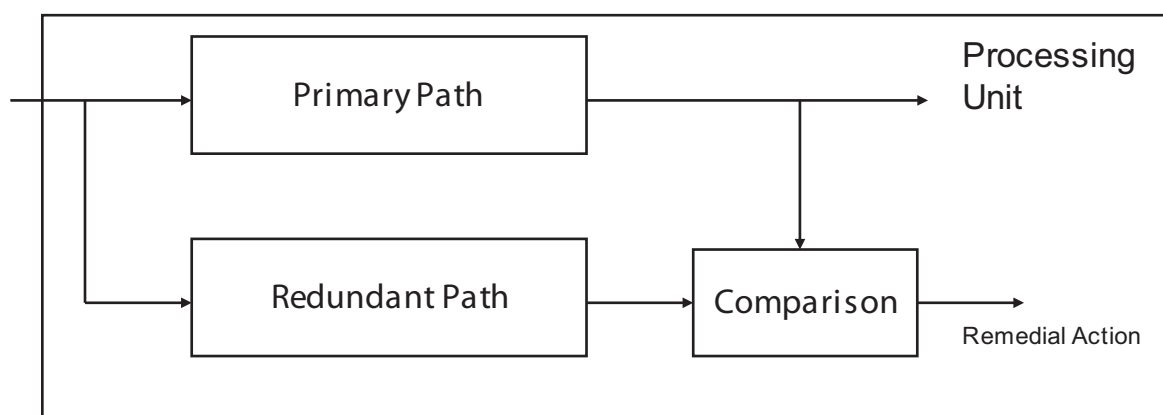 Processing
Unit
Primary Path
Redundant Path
Comparison
Remedial Action